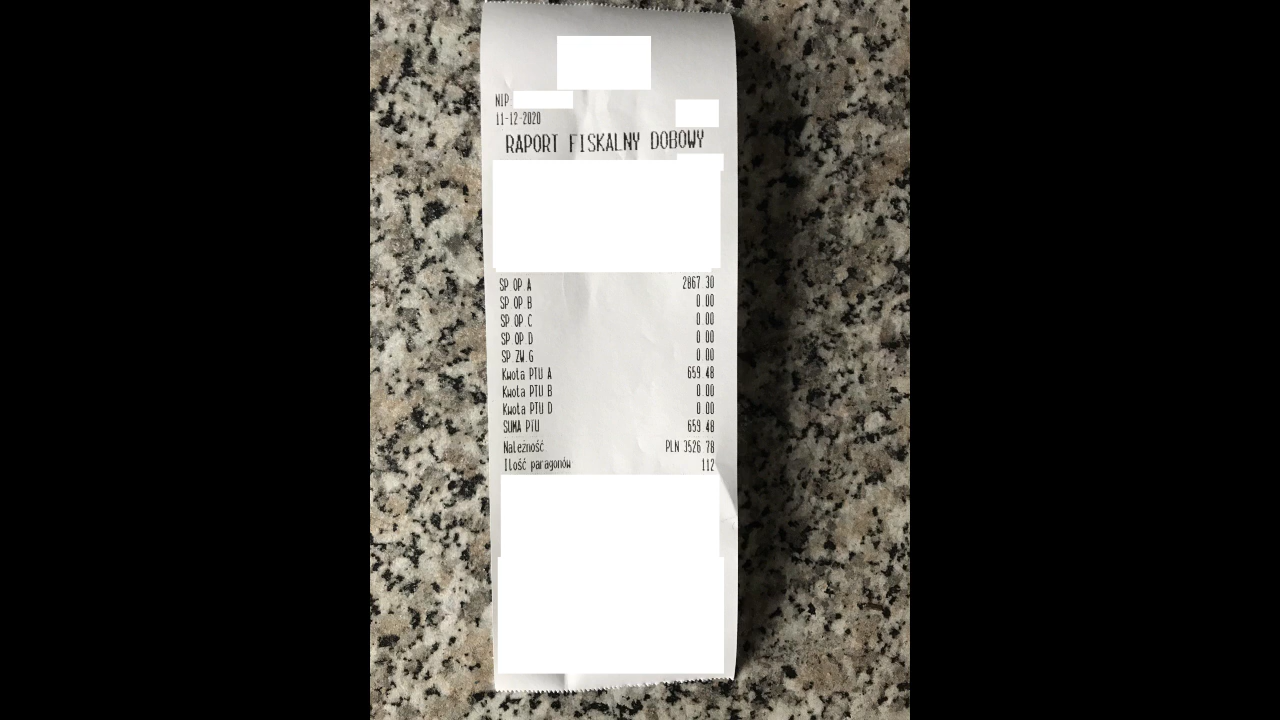 NIP
11-12-2020
RAPORT FISKALNY DOBOWY
SP OP.A 2867.30
SP OP.B 0.00
SP OP.C 0.00
SP OP.D 0.00
SP ZW.G 0.00
Kwota PTU A 659.48
Kwota PTU B 0.00
Kwota PTU D 0.00
SUMA PTU 659.48
Należność PLN 3526.78
Ilość paragonów 112